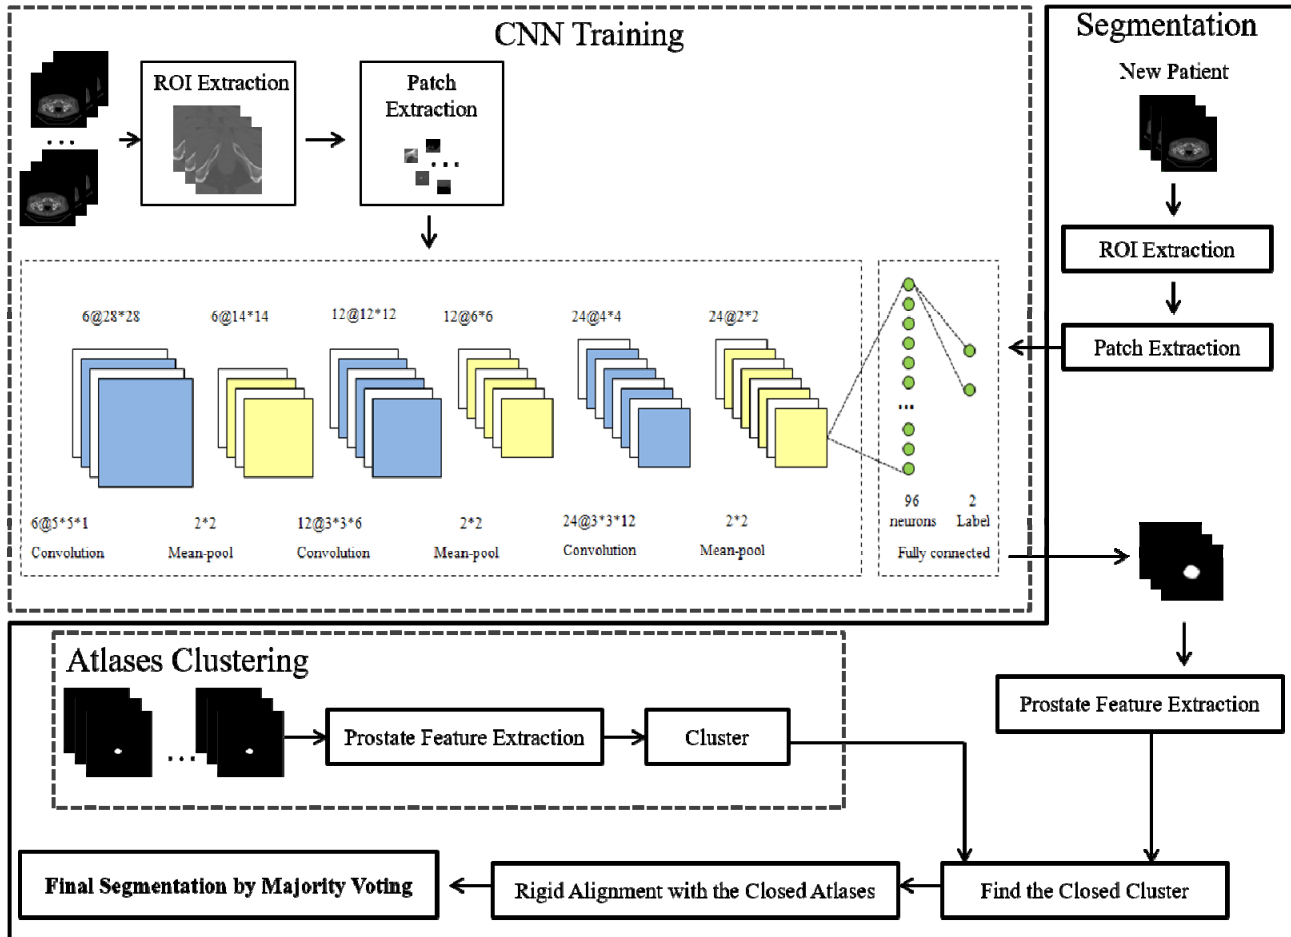 CNN Training
ROI Extraction
Patch
Extraction
...
...
6@28*28
6@14*14
12@12*12
12@6*6
24@4*4
24@2*2
...
6@5*5*1
2*2
12@3*3*6
2*2
24@3*3*12
2*2
Convolution
Mean-pool
Convolution
Mean-pool
Convolution
Mean-pool
96
neurons
2
Label
Fully connected
Segmentation
New Patient
ROI Extraction
Patch Extraction
Prostate Feature Extraction
Atlases Clustering
...
Prostate Feature Extraction
Cluster
Find the Closed Cluster
Rigid Alignment with the Closed Atlases
Final Segmentation by Majority Voting